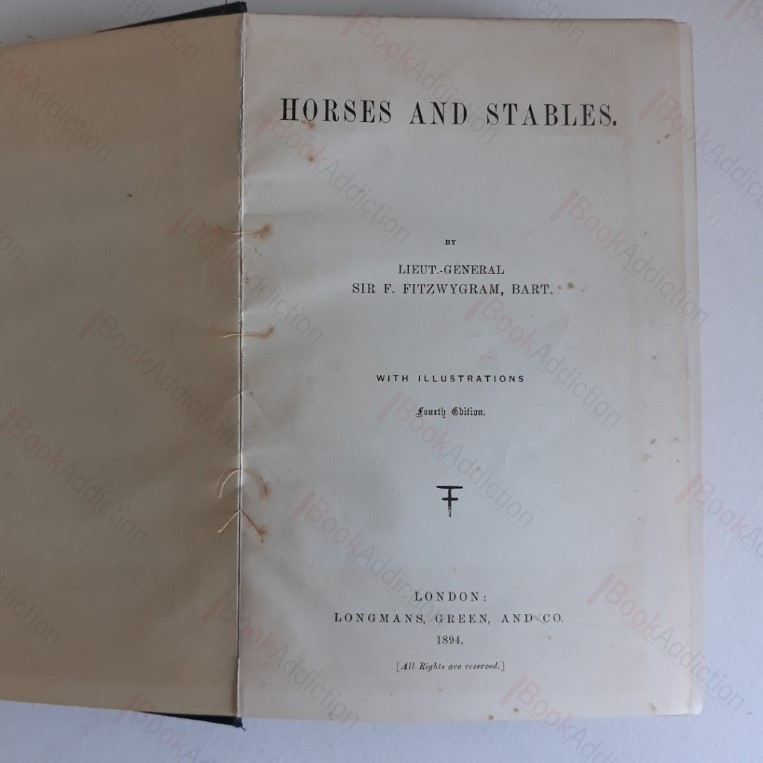 HORSES AND STABLES.
BY
LIEUT.-GENERAL
SIR F. FITZWYGRAM, BART.
WITH ILLUSTRATIONS
Fourth Edition.
LONDON:
LONGMANS, GREEN, AND CO.
1894.
[All Rights are reserved.]
BookAddiction